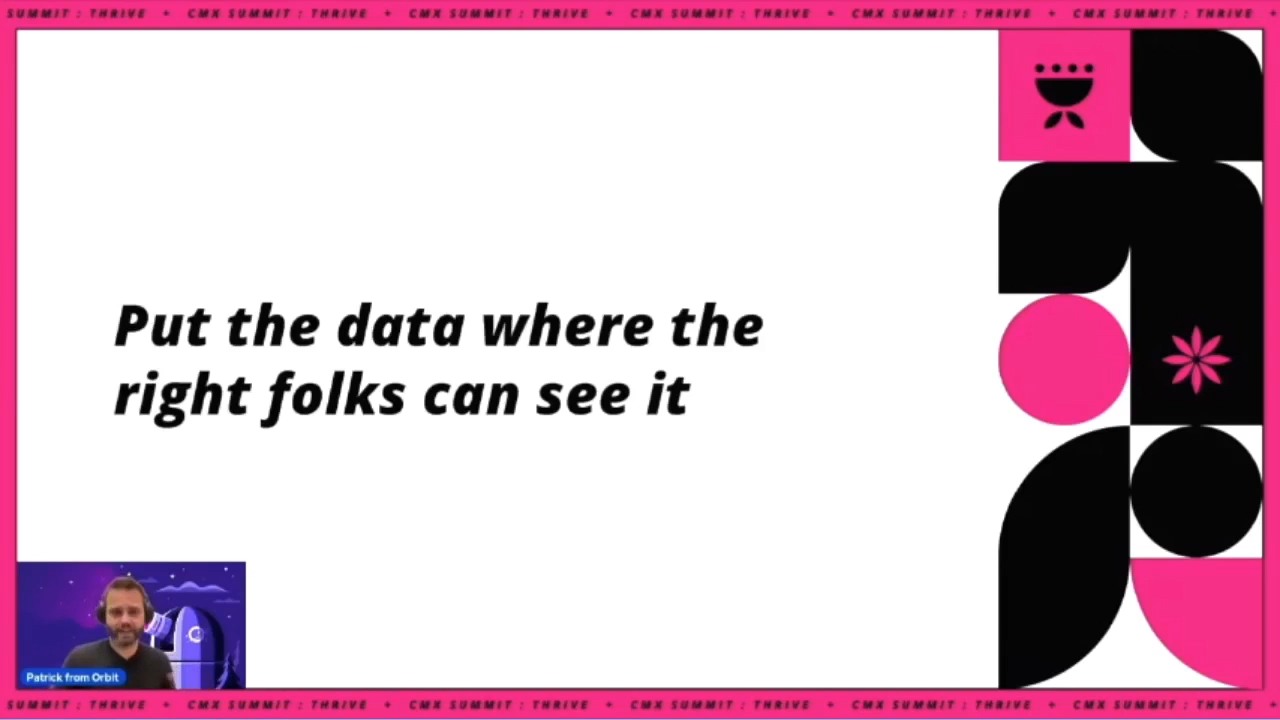 SUMMIT : THRIVE + CMX SUMMIT : THRIVE + CMX SUMMIT : THRIVE + CMX SUMMIT : THRIVE + CMX SUMMIT : THRIVE + CMX SUMMIT : THRIVE +
Put the data where the
right folks can see it
Patrick from Orbit
SUMMIT : THRIVE + CMX SUMMIT : THRIVE + CMX SUMMIT : THRIVE + CMX SUMMIT : THRIVE + CMX SUMMIT : THRIVE + CMX SUMMIT : THRIVE +